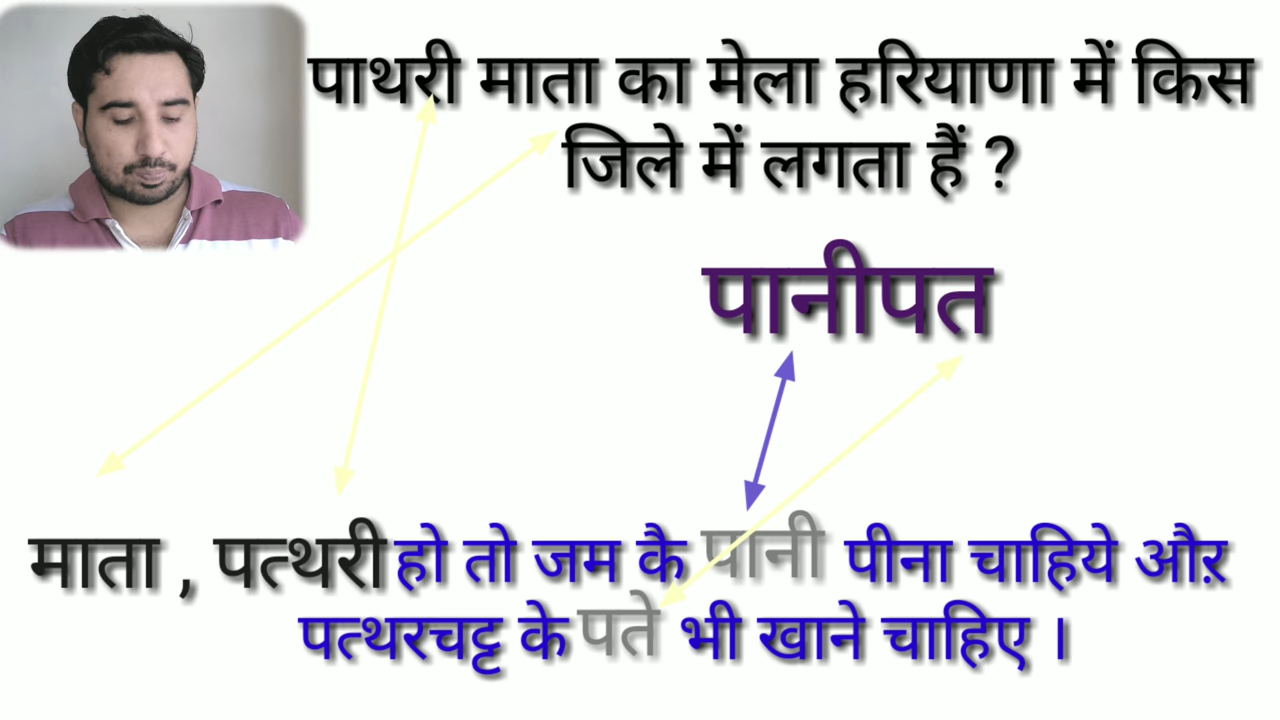 पाथरी माता का मेला हरियाणा में किस
जिले में लगता हैं ?
पानीपत
माता , पत्थरी हो तो जम कै पानी पीना चाहिये और
पत्थरचट्ट के पते भी खाने चाहिए ।